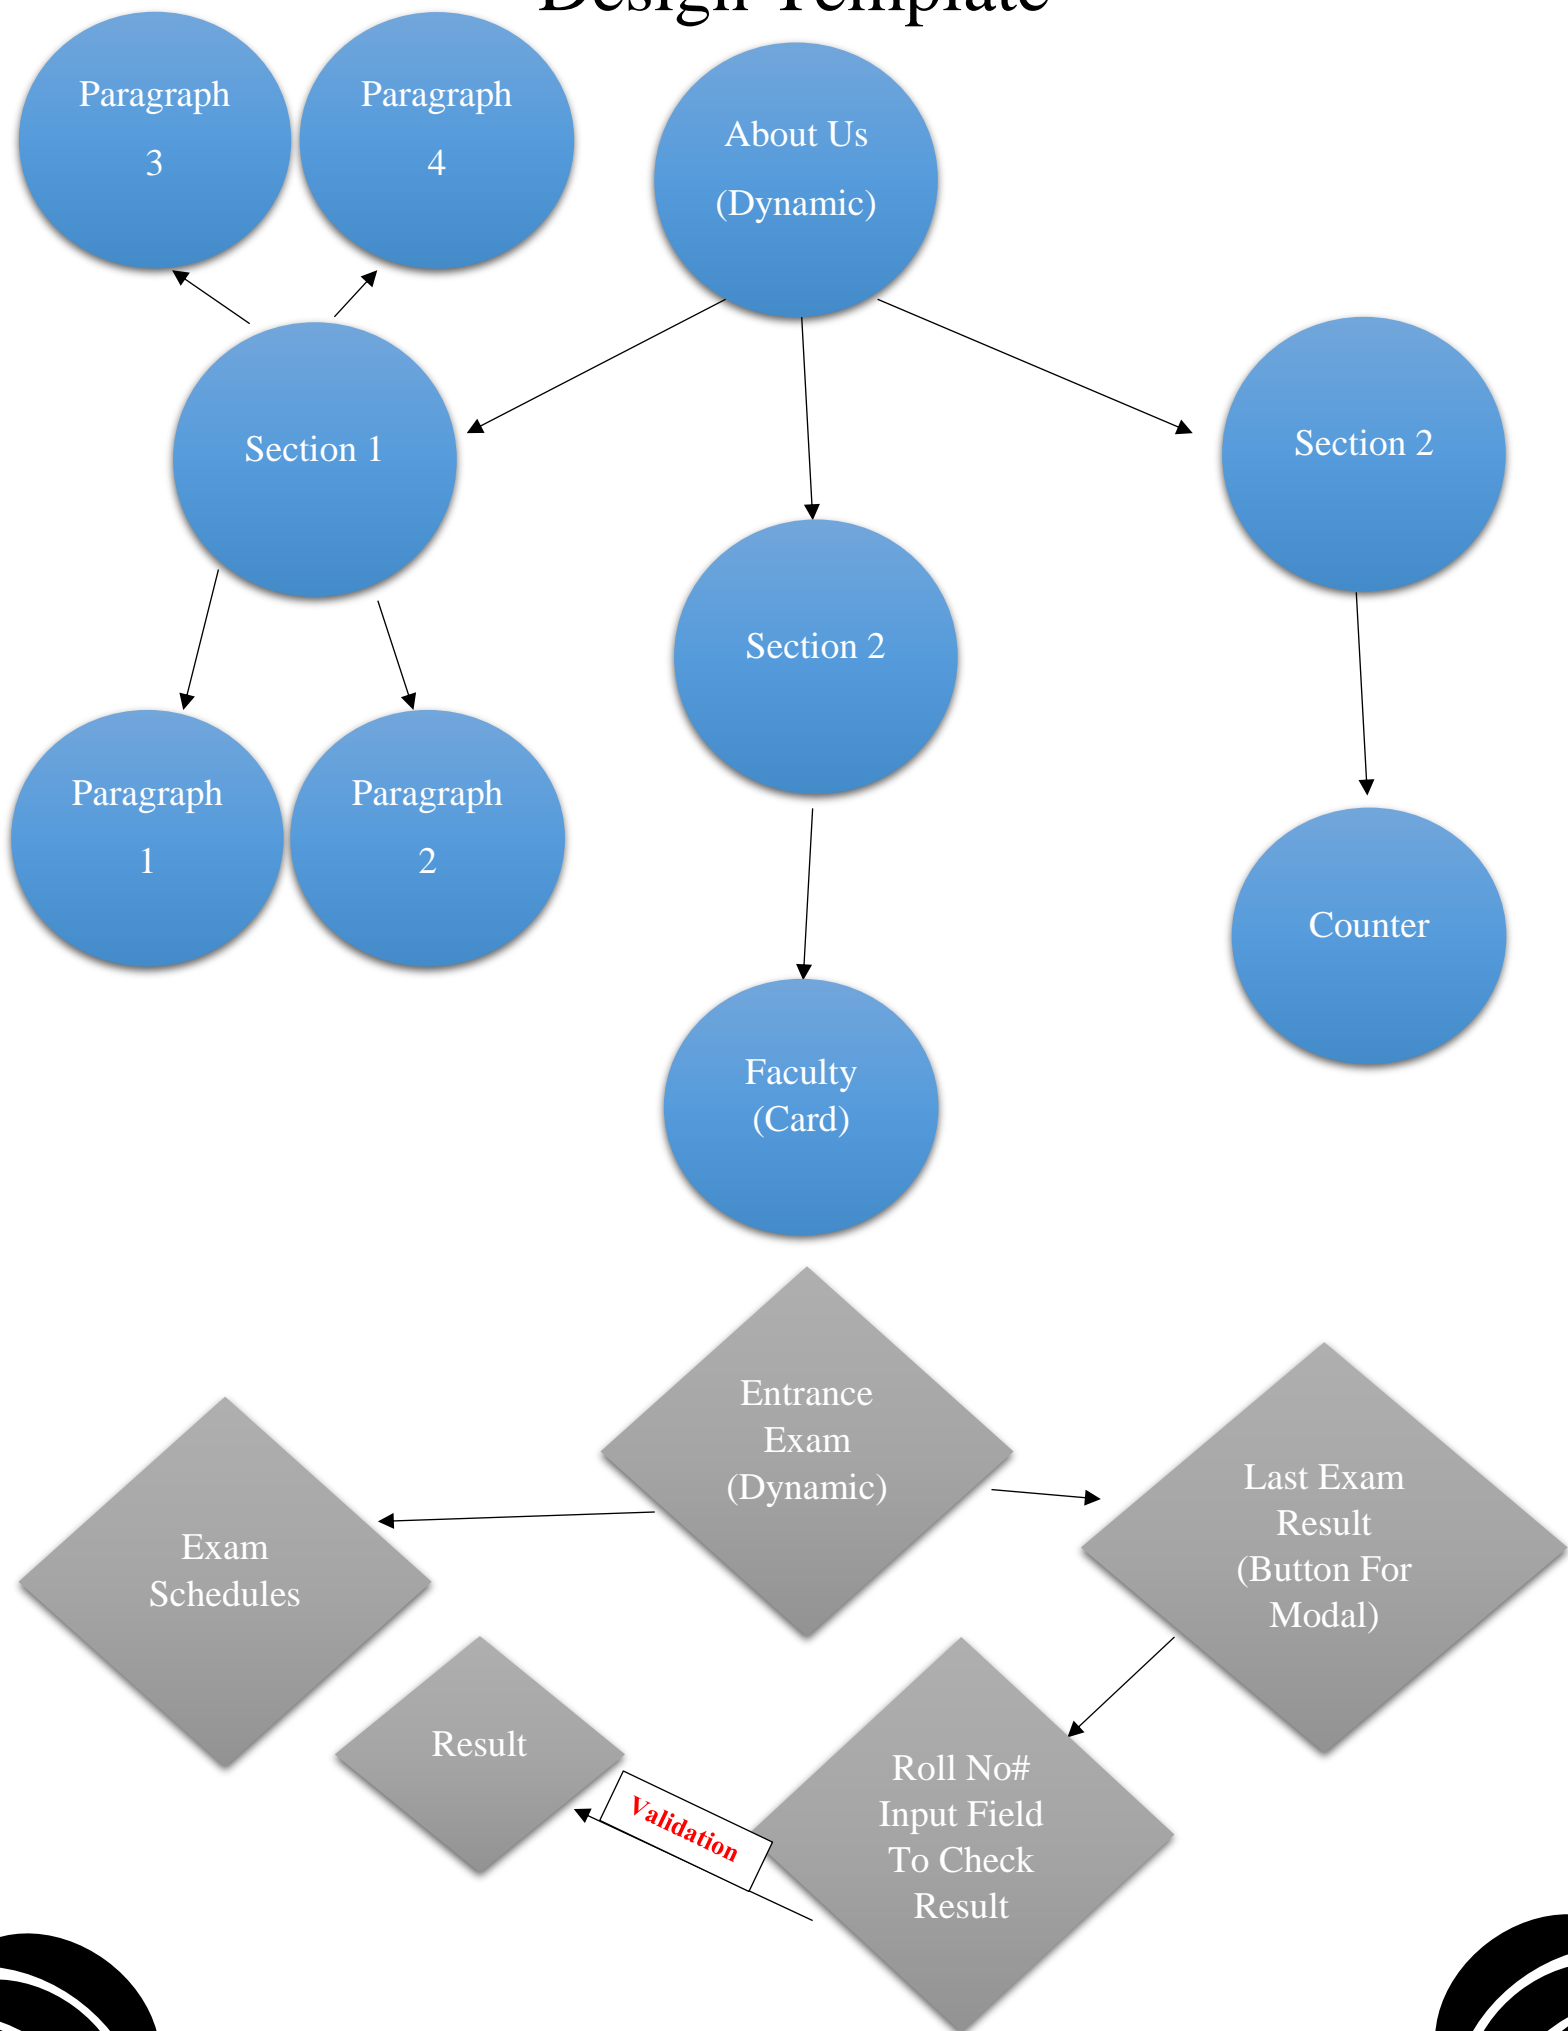 Design Template
Paragraph
3
Paragraph
4
About Us
(Dynamic)
Section 1
Section 2
Section 2
Paragraph
1
Paragraph
2
Counter
Faculty
(Card)
Entrance
Exam
(Dynamic)
Last Exam
Result
(Button For
Modal)
Exam
Schedules
Result
Validation
Roll No#
Input Field
To Check
Result